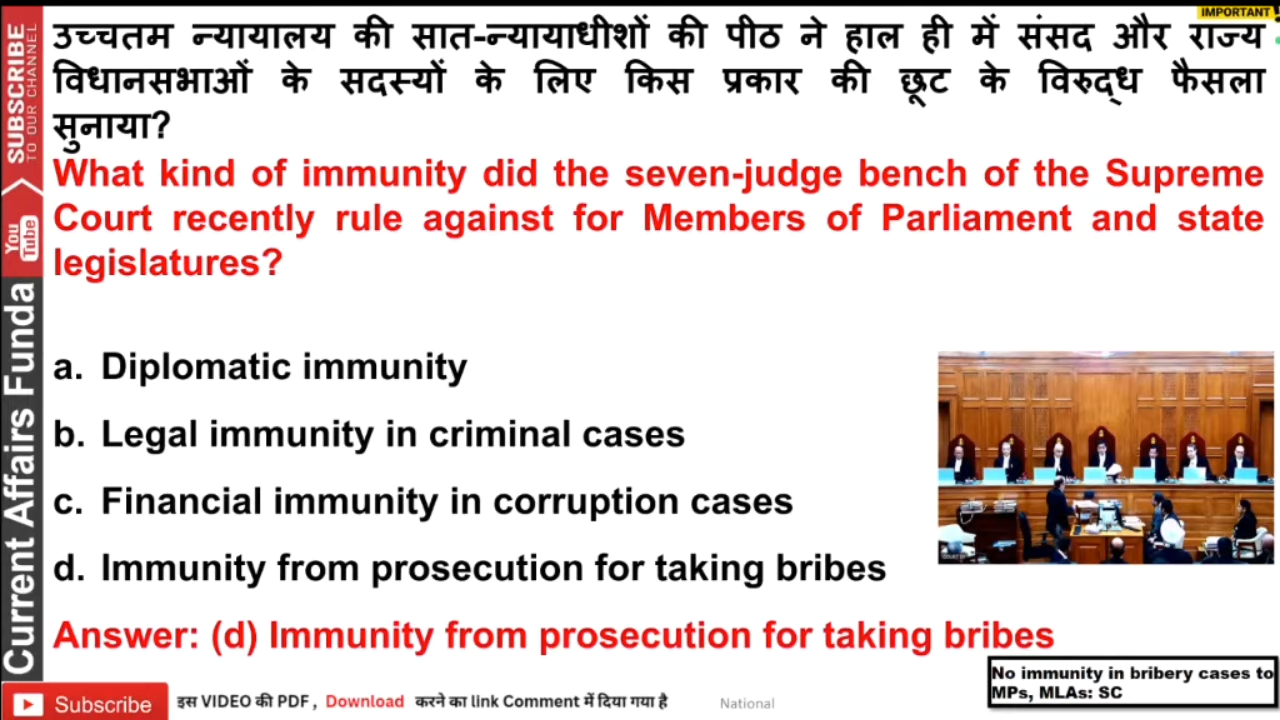 IMPORTANT
उच्चतम न्यायालय की सात-न्यायाधीशों की पीठ ने हाल ही में संसद और राज्य
विधानसभाओं के सदस्यों के लिए किस प्रकार की छूट के विरुद्ध फैसला
सुनाया?
What kind of immunity did the seven-judge bench of the Supreme
Court recently rule against for Members of Parliament and state
legislatures?
a. Diplomatic immunity
b. Legal immunity in criminal cases
c. Financial immunity in corruption cases
d. Immunity from prosecution for taking bribes
Answer: (d) Immunity from prosecution for taking bribes
No immunity in bribery cases to
MPs, MLAs: SC
SUBSCRIBE
TO OUR CHANNEL
You
Tube
Current Affairs Funda
Subscribe
इस VIDEO की PDF , Download करने का link Comment में दिया गया है
National